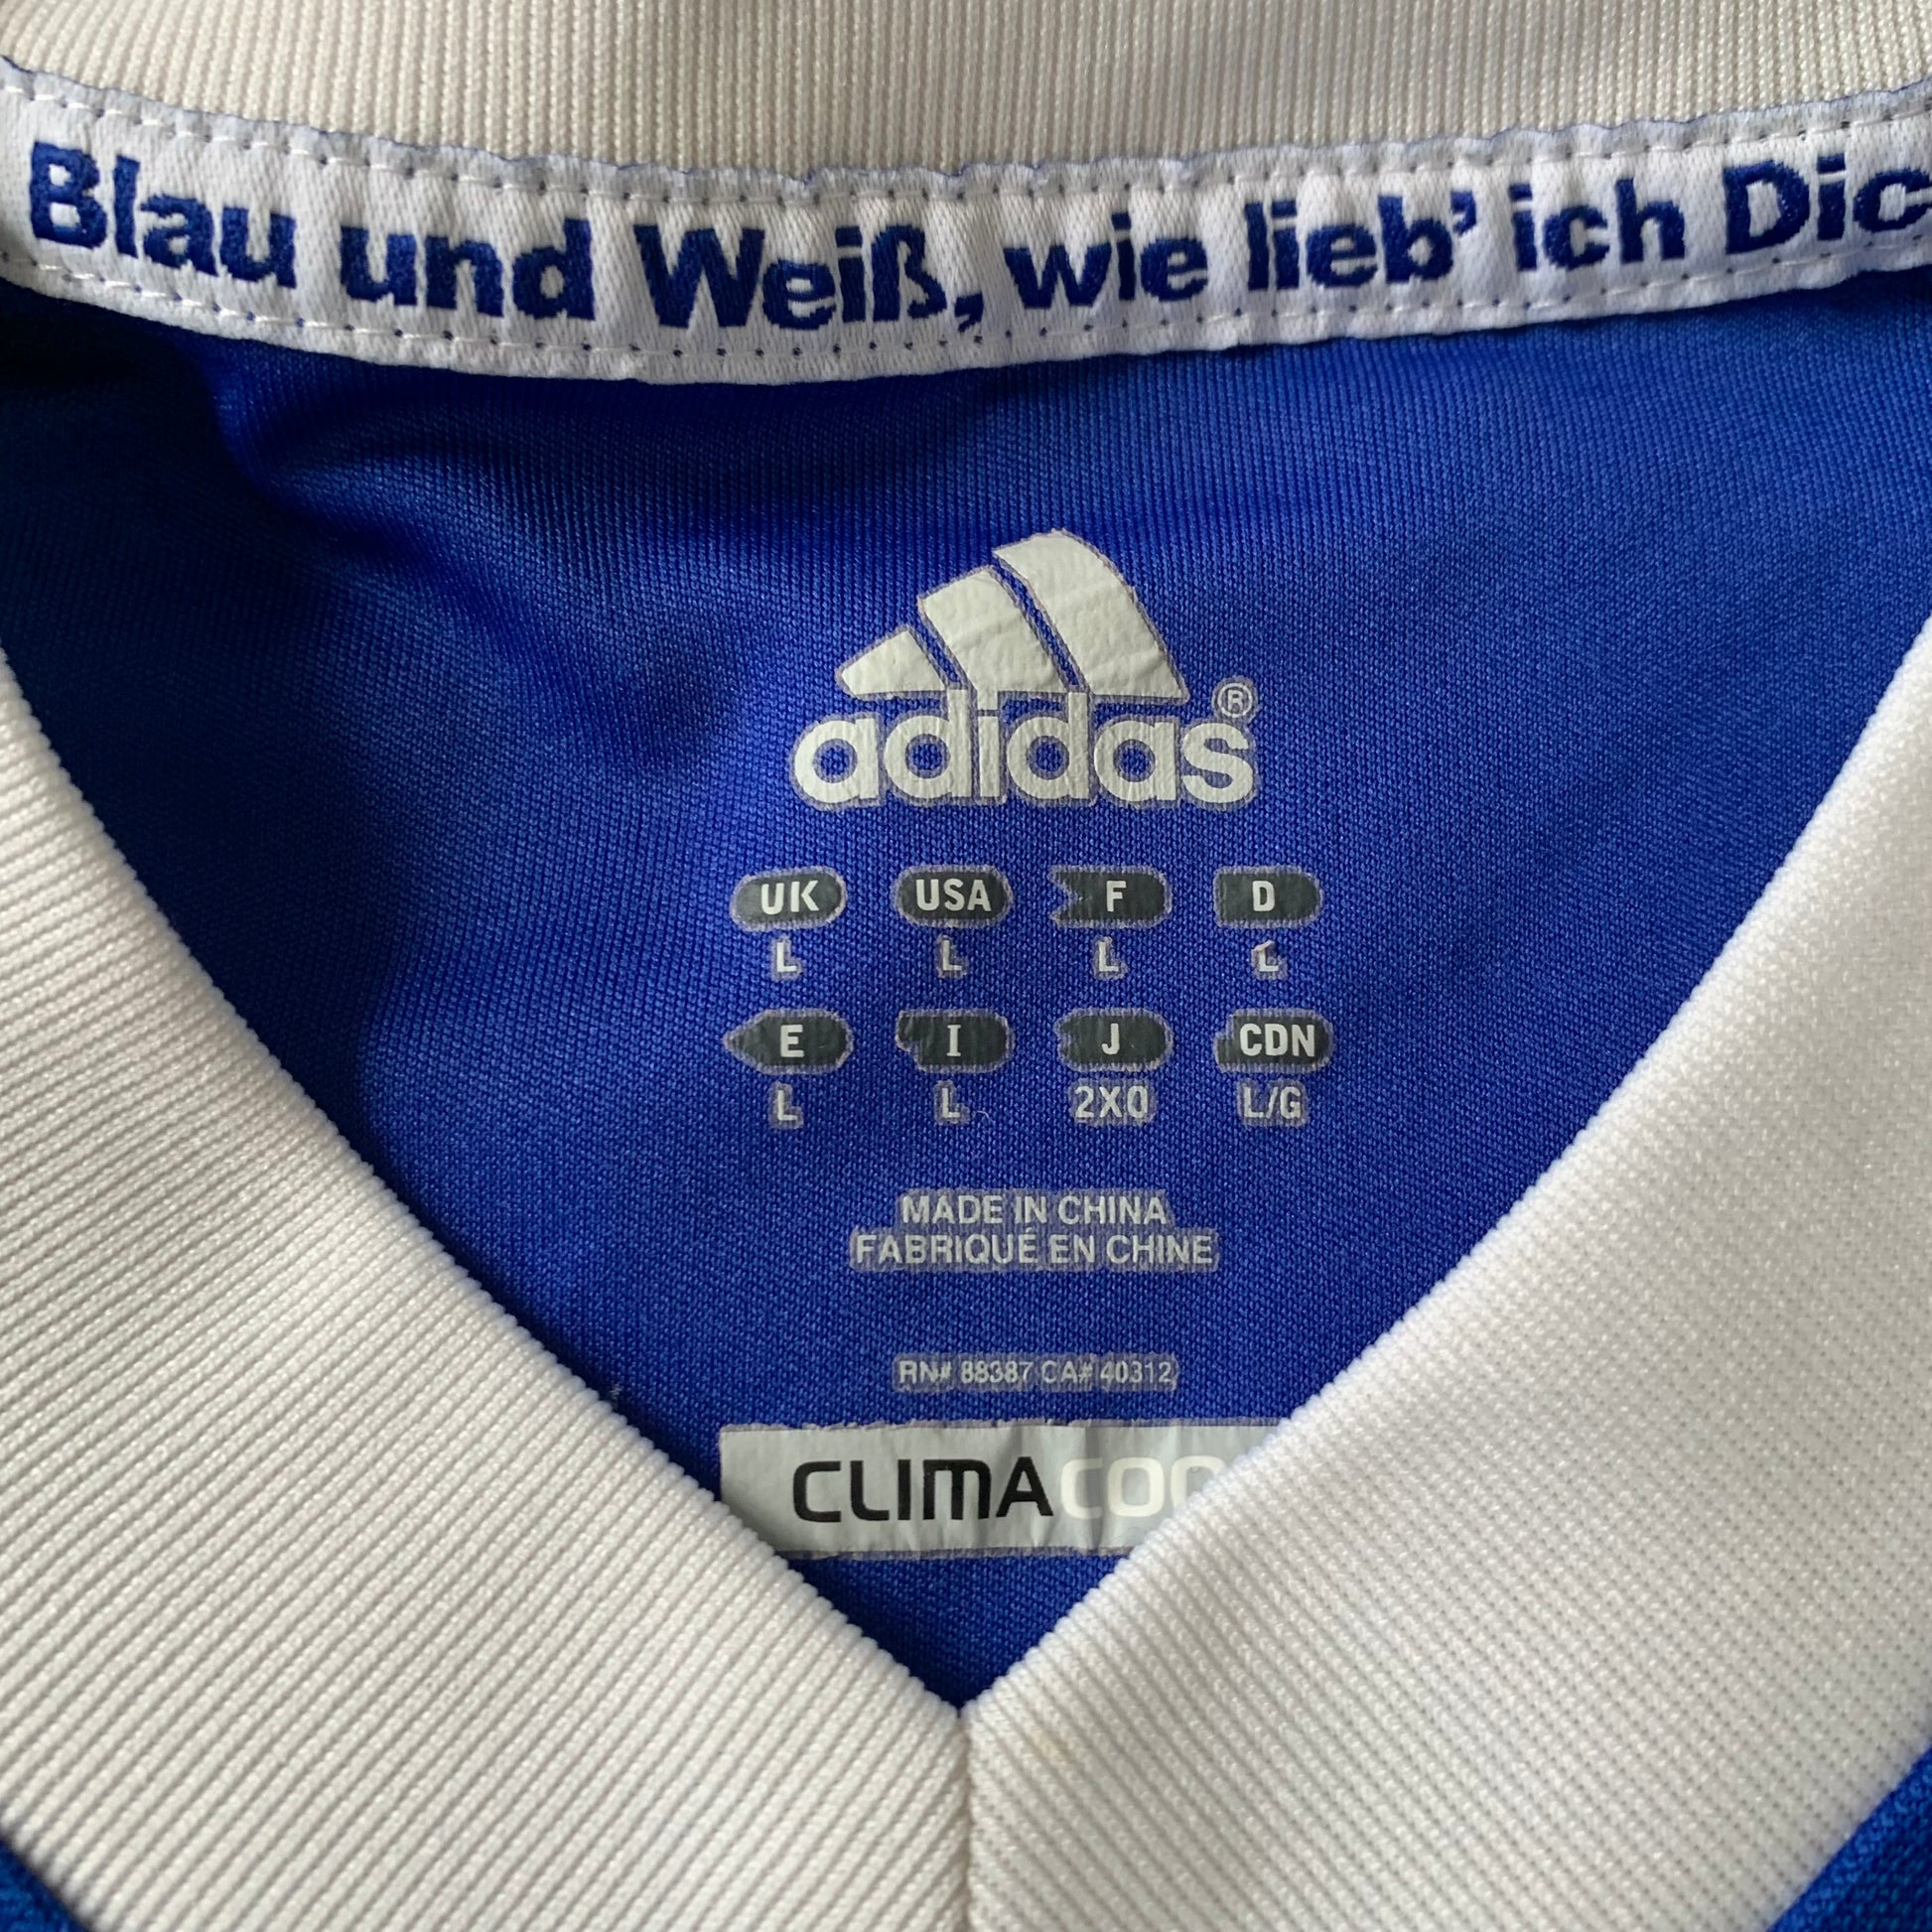 Blau und Weiß, wie lieb' ich Dic
adidas®
UK USA F D
L L L L
E I J CDN
L L 2XO L/G
MADE IN CHINA
FABRIQUÉ EN CHINE
RN# 88387 CA# 40312
CLIMACOO